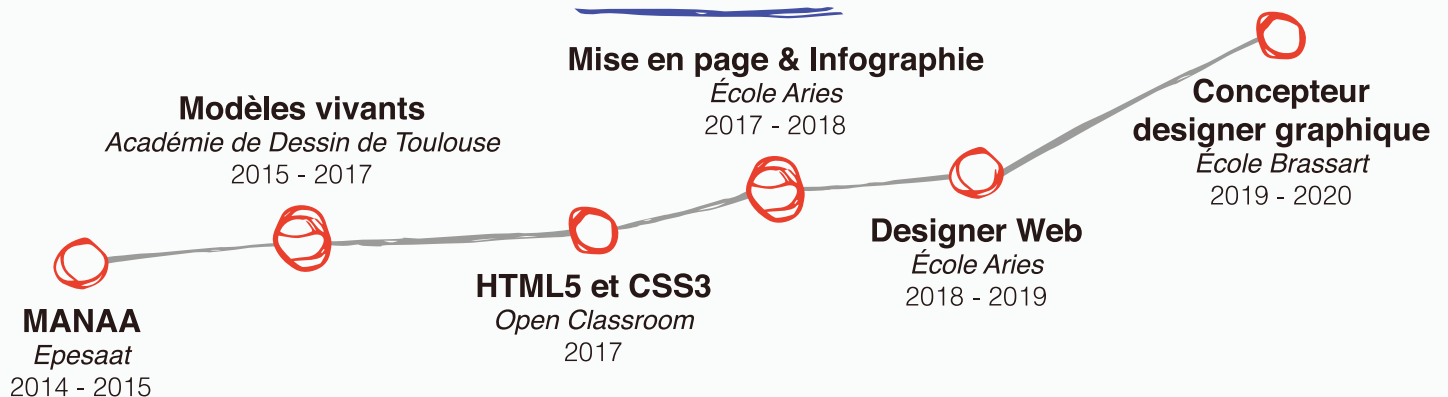 MANAA
Epesaat
2014 - 2015
Modèles vivants
Académie de Dessin de Toulouse
2015 - 2017
HTML5 et CSS3
Open Classroom
2017
Mise en page & Infographie
École Aries
2017 - 2018
Designer Web
École Aries
2018 - 2019
Concepteur
designer graphique
École Brassart
2019 - 2020